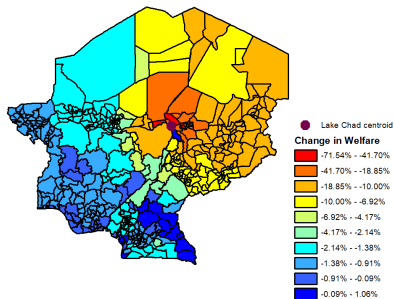 Lake Chad centroid
Change in Welfare
-71.54% - -41.70%
-41.70% - -18.85%
-18.85% - -10.00%
-10.00% - -6.92%
-6.92% - -4.17%
-4.17% - -2.14%
-2.14% - -1.38%
-1.38% - -0.91%
-0.91% - -0.09%
-0.09% - 1.06%